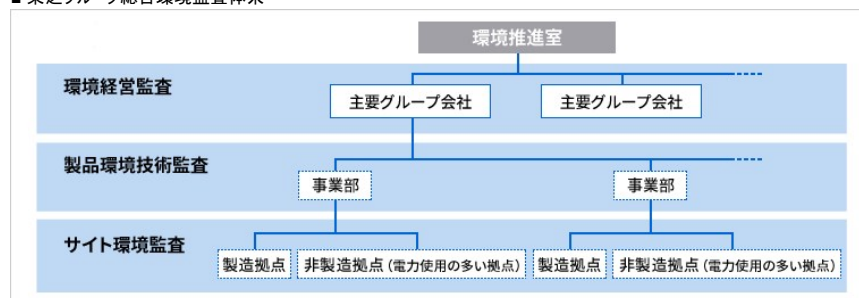 環境推進室
環境経営監査
主要グループ会社
主要グループ会社
製品環境技術監査
事業部
事業部
サイト環境監査
製造拠点
非製造拠点（電力使用の多い拠点）
製造拠点
非製造拠点（電力使用の多い拠点）